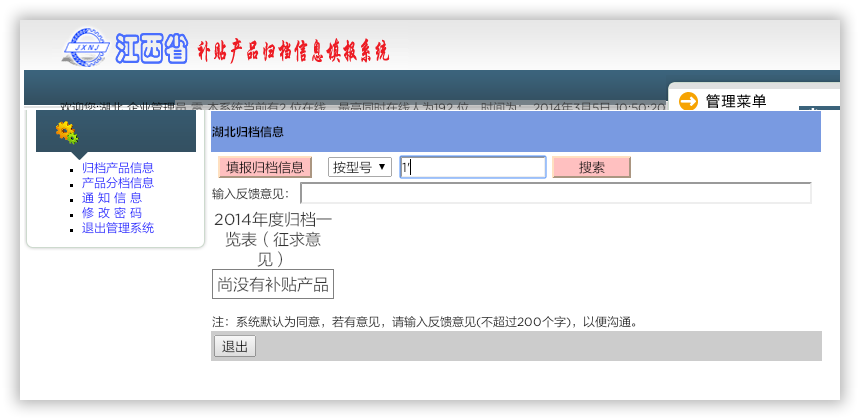 JXNJ 江西省 补贴产品归档信息填报系统
欢迎您:湖北 企业管理员 雲 本系统当前有2 位在线，最高同时在线人为192 位，时间为： 2014年3月5日 10:50:20
管理菜单
湖北归档信息
归档产品信息
产品分档信息
通 知 信 息
修 改 密 码
退出管理系统
填报归档信息 按型号 1' 搜索
输入反馈意见：
2014年度归档一
览表（征求意
见）
尚没有补贴产品
注：系统默认为同意，若有意见，请输入反馈意见(不超过200个字)，以便沟通。
退出